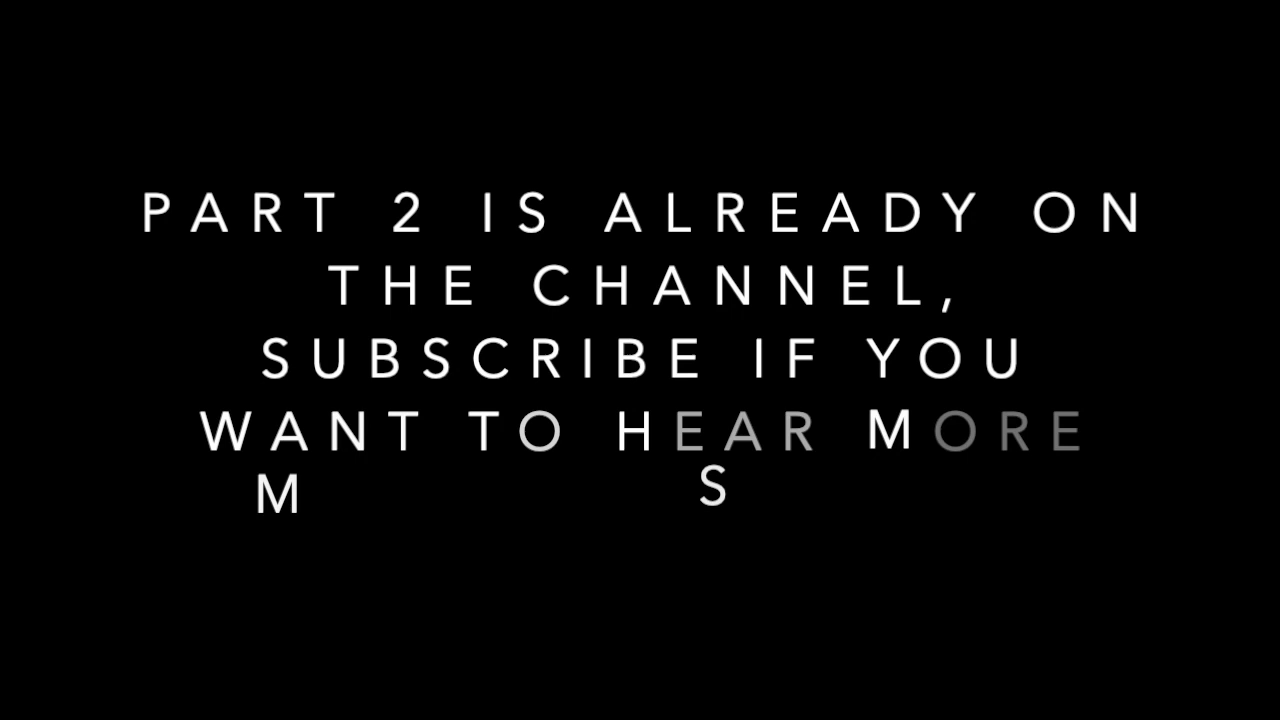 PART 2 IS ALREADY ON
THE CHANNEL,
SUBSCRIBE IF YOU
WANT TO HEAR MORE
M S